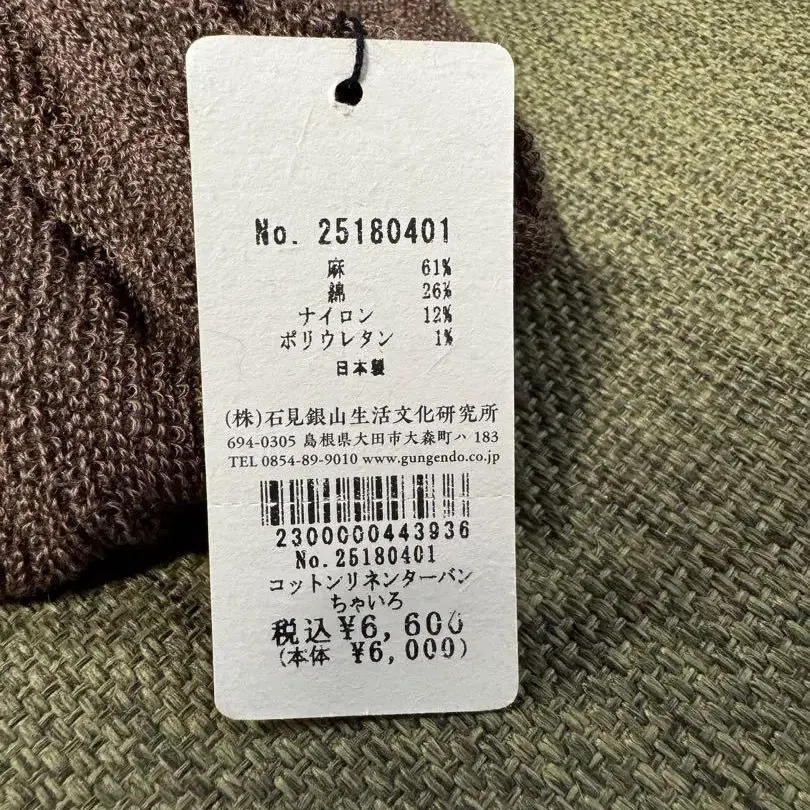 No. 25180401
麻 61%
綿 26%
ナイロン 12%
ポリウレタン 1%
日本製
(株)石見銀山生活文化研究所
694-0305 島根県大田市大森町ハ 183
TEL 0854-89-9010 www.gungendo.co.jp
2300000443936
No.25180401
コットンリネンターバン
ちゃいろ
税込 ¥6,600
(本体 ¥6,000)